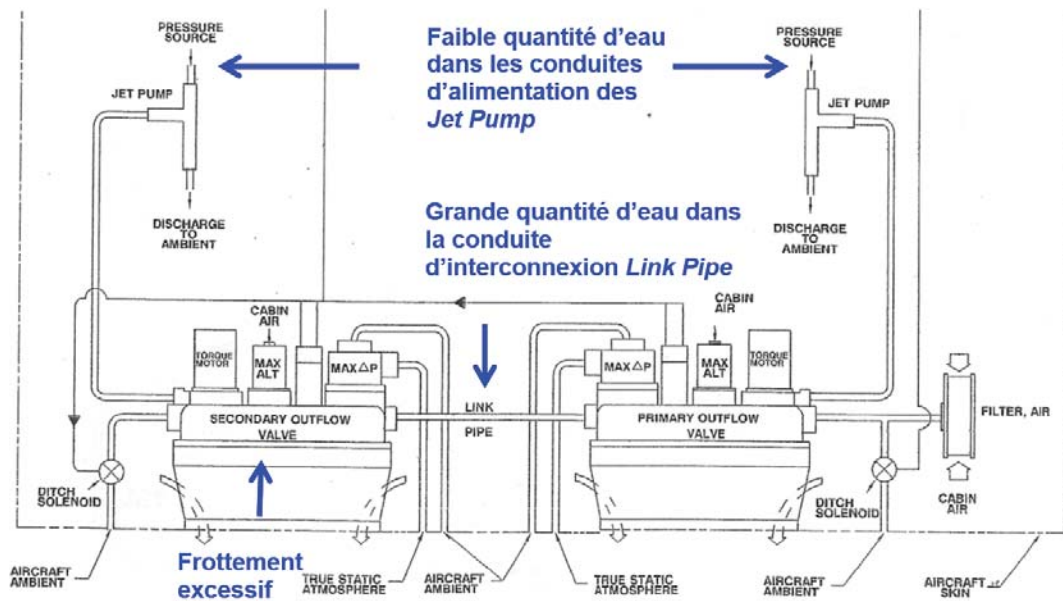 PRESSURE
SOURCE
JET PUMP
DISCHARGE
TO
AMBIENT
Faible quantité d'eau
dans les conduites
d'alimentation des
Jet Pump
PRESSURE
SOURCE
JET PUMP
DISCHARGE
TO
AMBIENT
Grande quantité d'eau dans
la conduite
d'interconnexion Link Pipe
CABIN
AIR
TORQUE
MOTOR
MAX
ALT
MAX△P
SECONDARY OUTFLOW
VALVE
LINK
PIPE
CABIN
AIR
MAX△P
MAX
ALT
TORQUE
MOTOR
PRIMARY OUTFLOW
VALVE
FILTER, AIR
CABIN
AIR
DITCH
SOLENOID
DITCH
SOLENOID
AIRCRAFT
AMBIENT
Frottement
excessif
TRUE STATIC
ATMOSPHERE
AIRCRAFT
AMBIENT
TRUE STATIC
ATMOSPHERE
AIRCRAFT
AMBIENT
AIRCRAFT
SKIN